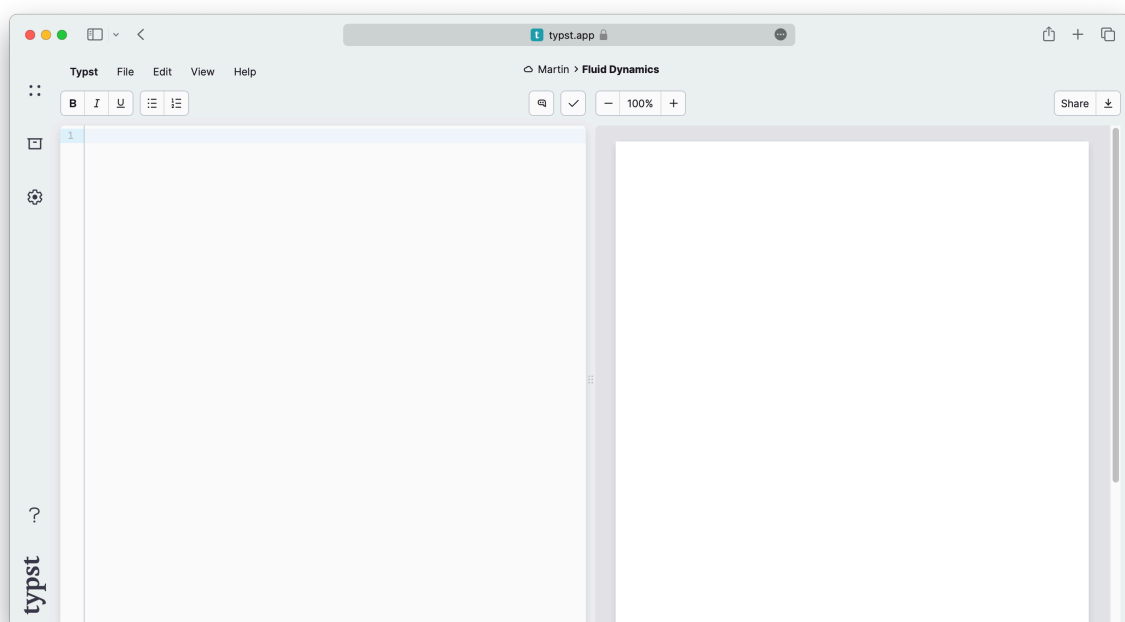 t typst.app
Typst File Edit View Help
Martin > Fluid Dynamics
B I U
100%
Share
1
?
typst